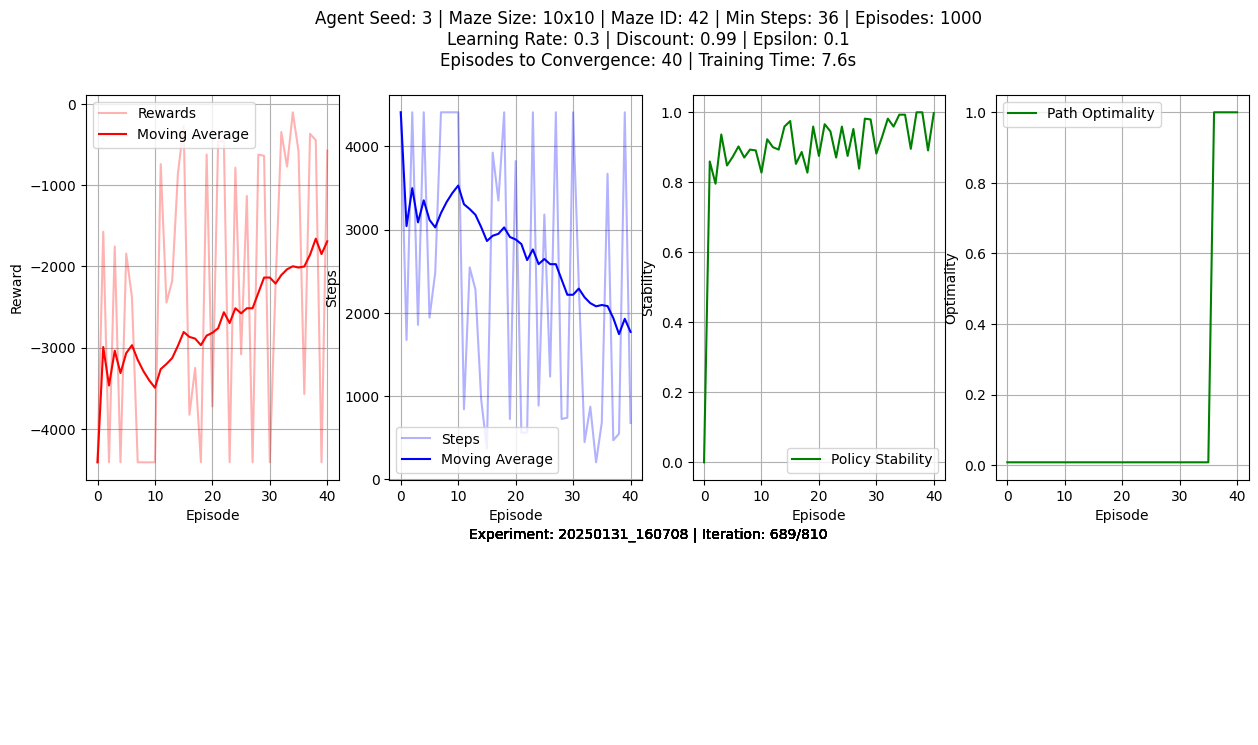 Agent Seed: 3 | Maze Size: 10x10 | Maze ID: 42 | Min Steps: 36 | Episodes: 1000
Learning Rate: 0.3 | Discount: 0.99 | Epsilon: 0.1
Episodes to Convergence: 40 | Training Time: 7.6s
Rewards
Moving Average
0
−1000
−2000
−3000
−4000
Reward
0 10 20 30 40
Episode
Steps
Moving Average
4000
3000
2000
1000
0
Steps
0 10 20 30 40
Episode
Policy Stability
1.0
0.8
0.6
0.4
0.2
0.0
Stability
0 10 20 30 40
Episode
Path Optimality
1.0
0.8
0.6
0.4
0.2
0.0
Optimality
0 10 20 30 40
Episode
Experiment: 20250131_160708 | Iteration: 689/810